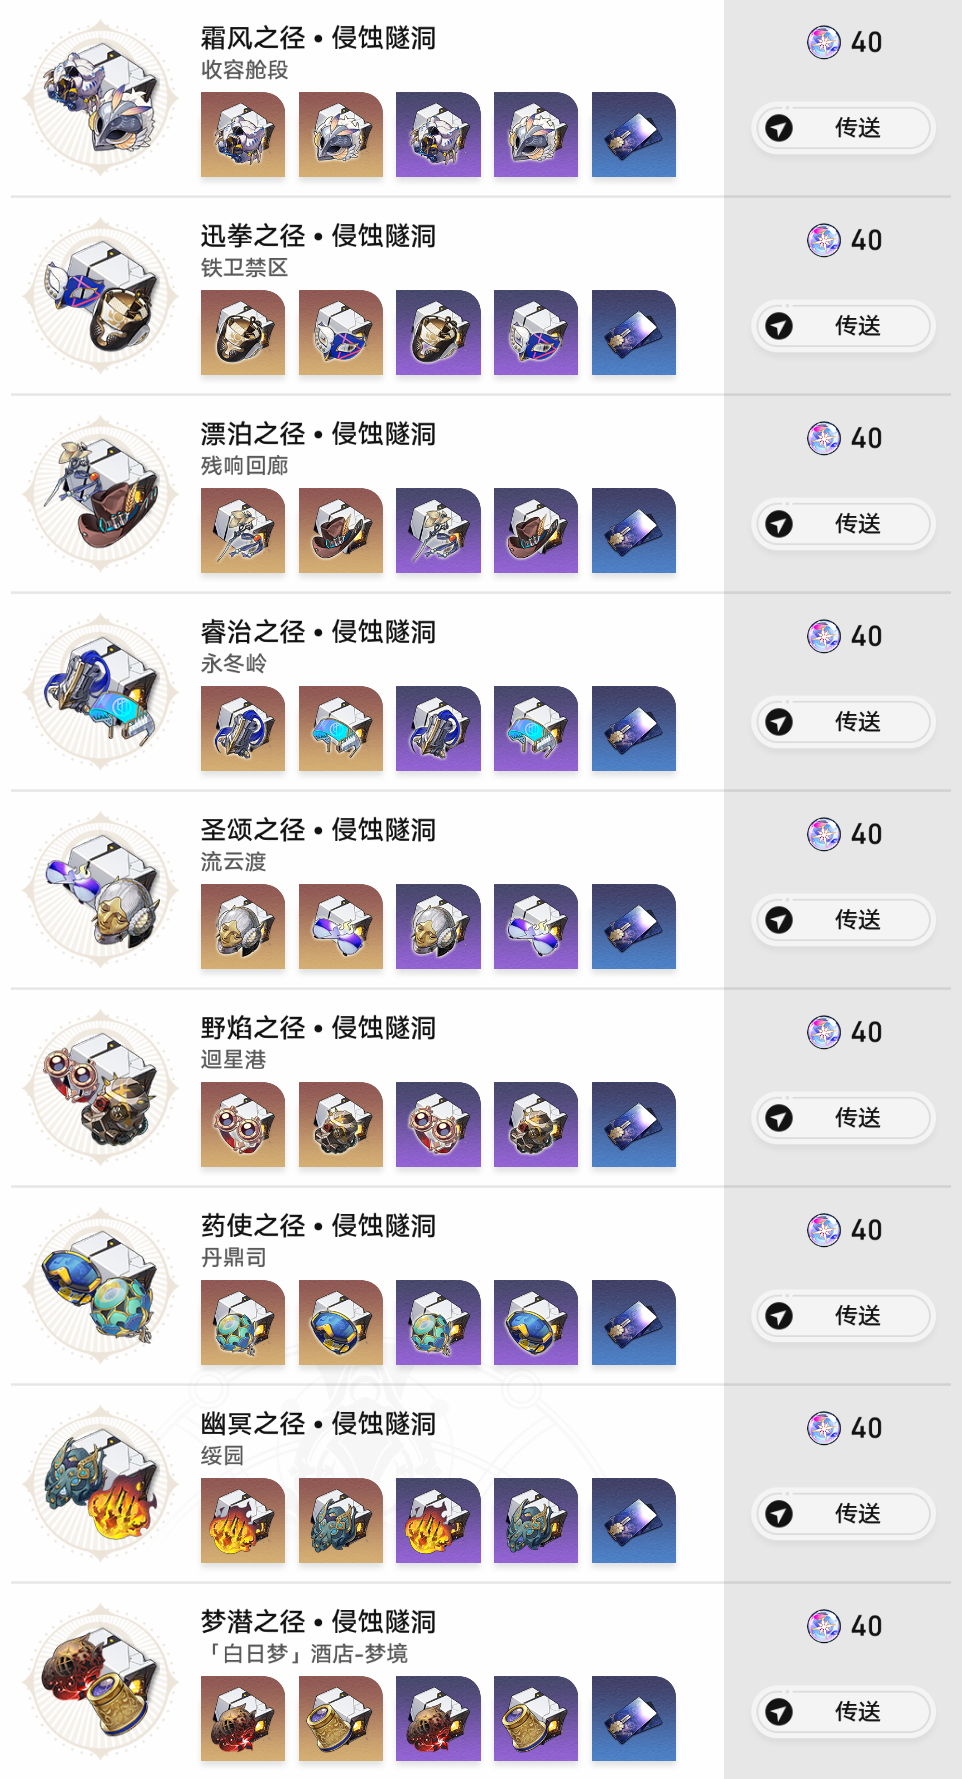 霜风之径 • 侵蚀隧洞
40
收容舱段
传送
迅拳之径 • 侵蚀隧洞
40
铁卫禁区
传送
漂泊之径 • 侵蚀隧洞
40
残响回廊
传送
睿治之径 • 侵蚀隧洞
40
永冬岭
传送
圣颂之径 • 侵蚀隧洞
40
流云渡
传送
野焰之径 • 侵蚀隧洞
40
迴星港
传送
药使之径 • 侵蚀隧洞
40
丹鼎司
传送
幽冥之径 • 侵蚀隧洞
40
绥园
传送
梦潜之径 • 侵蚀隧洞
40
「白日梦」酒店-梦境
传送